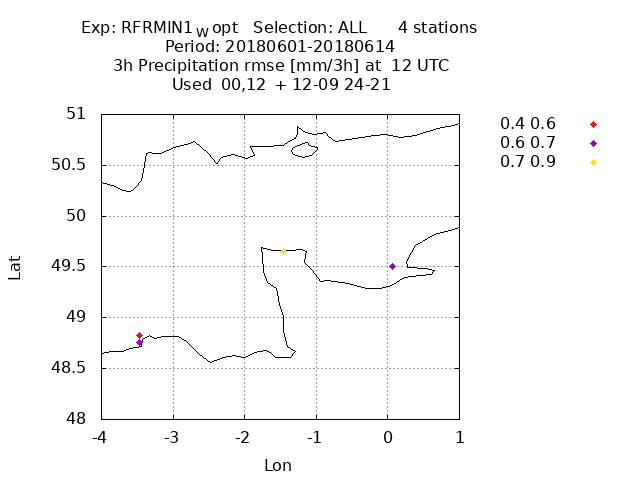 Exp: RFRMIN1wopt Selection: ALL 4 stations
Period: 20180601-20180614
3h Precipitation rmse [mm/3h] at 12 UTC
Used 00,12 + 12-09 24-21
0.4 0.6
0.6 0.7
0.7 0.9
51
50.5
50
49.5
49
48.5
48
Lat
-4 -3 -2 -1 0 1
Lon